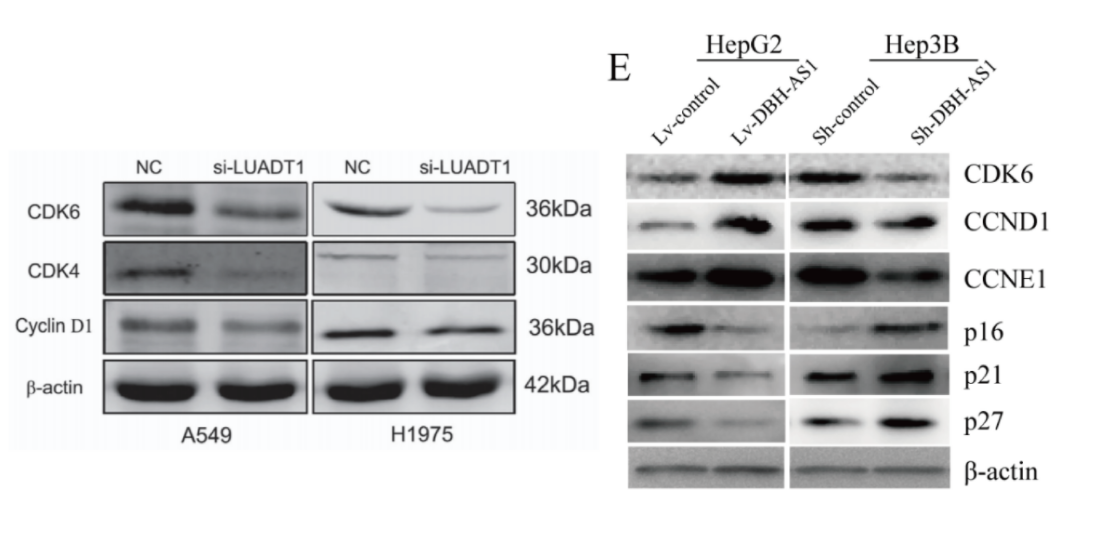 NC si-LUADT1 NC si-LUADT1
CDK6 36kDa
CDK4 30kDa
Cyclin D1 36kDa
β-actin 42kDa
A549 H1975
E
HepG2 Hep3B
Lv-control Lv-DBH-AS1 Sh-control Sh-DBH-AS1
CDK6
CCND1
CCNE1
p16
p21
p27
β-actin